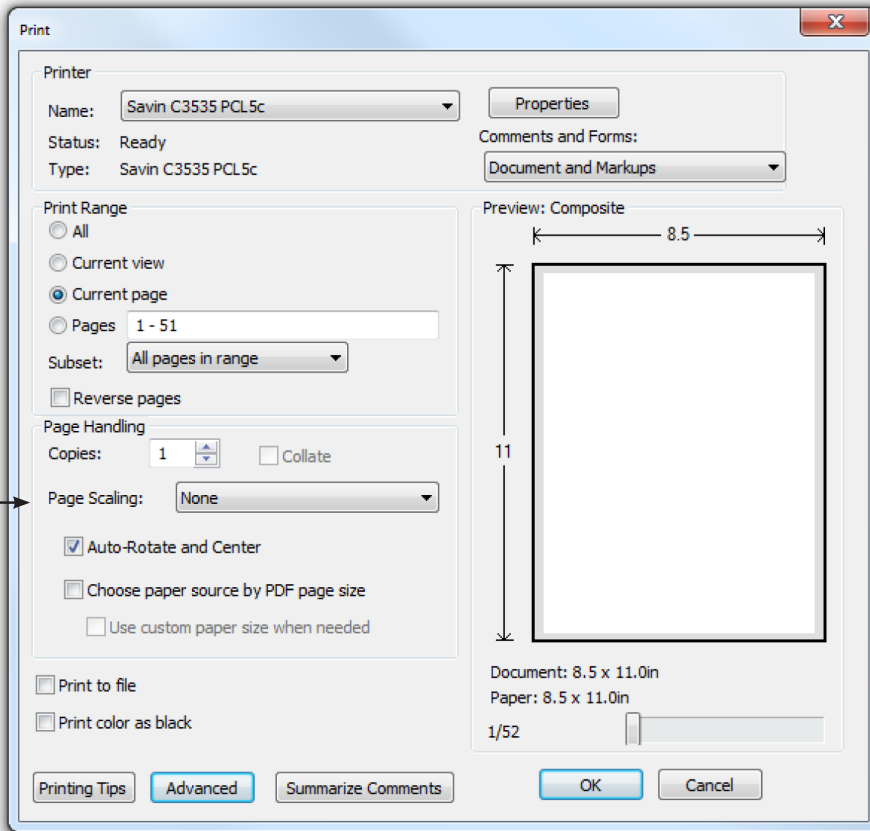 Print
Printer
Name: Savin C3535 PCL5c
Properties
Status: Ready
Comments and Forms:
Type: Savin C3535 PCL5c
Document and Markups
Print Range
All
Current view
Current page
Pages 1 - 51
Subset: All pages in range
Reverse pages
Page Handling
Copies: 1
Collate
Page Scaling: None
Auto-Rotate and Center
Choose paper source by PDF page size
Use custom paper size when needed
Print to file
Print color as black
Preview: Composite
8.5
11
Document: 8.5 x 11.0in
Paper: 8.5 x 11.0in
1/52
Printing Tips
Advanced
Summarize Comments
OK
Cancel